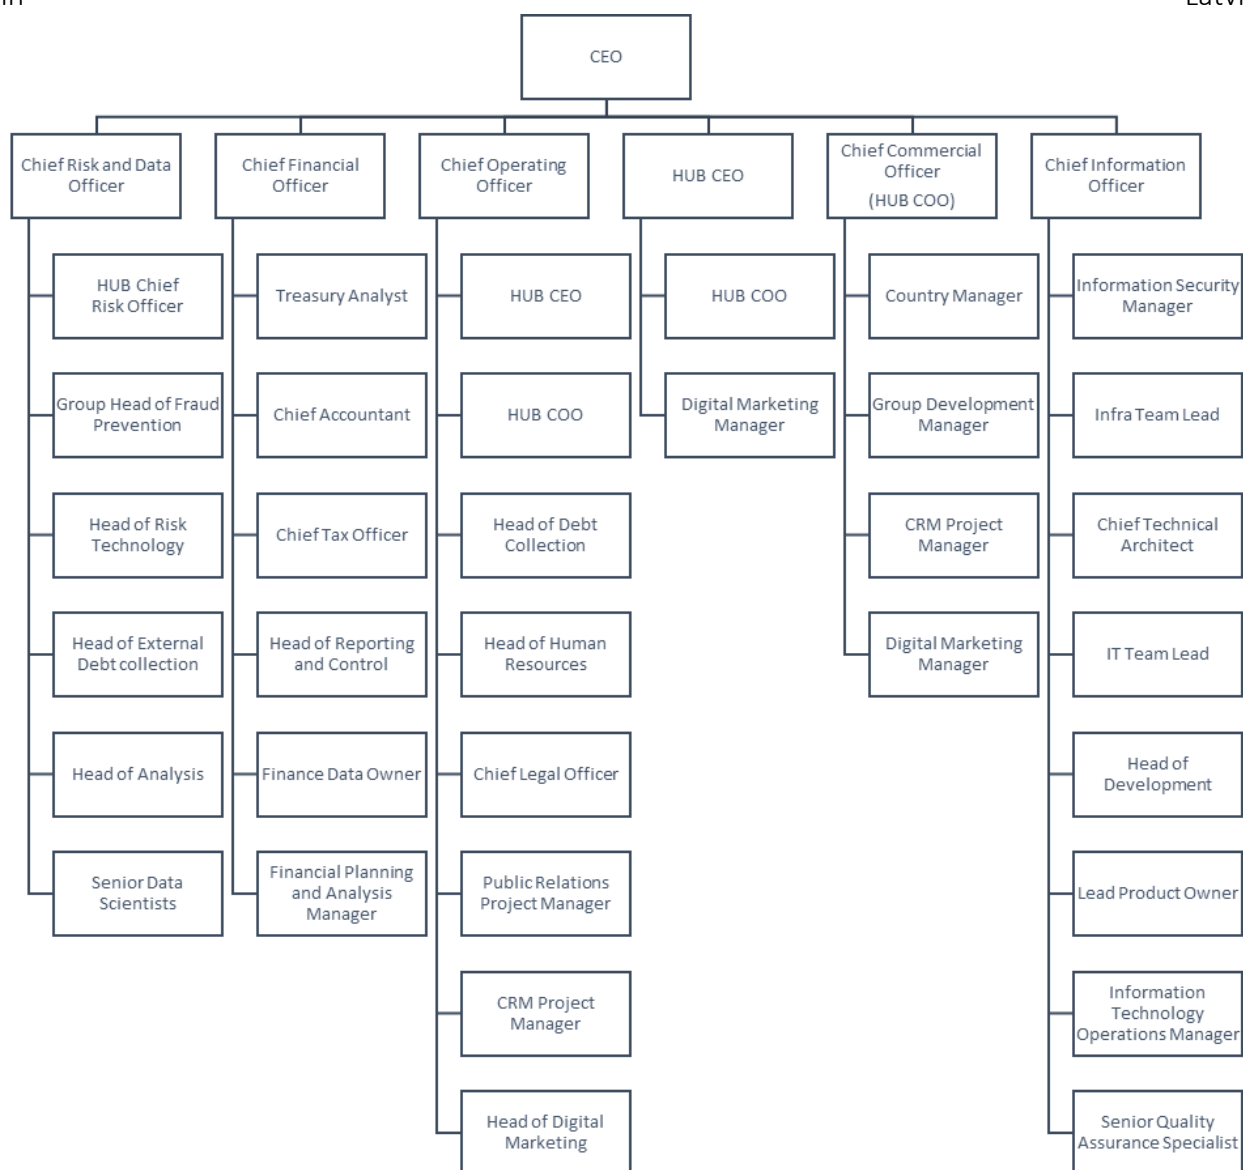 CEO
Chief Risk and Data
Officer
Chief Financial
Officer
Chief Operating
Officer
HUB CEO
Chief Commercial
Officer
(HUB COO)
Chief Information
Officer
HUB Chief
Risk Officer
Treasury Analyst
HUB CEO
HUB COO
Country Manager
Information Security
Manager
Group Head of Fraud
Prevention
Chief Accountant
HUB COO
Digital Marketing
Manager
Group Development
Manager
Infra Team Lead
Head of Risk
Technology
Chief Tax Officer
Head of Debt
Collection
CRM Project
Manager
Chief Technical
Architect
Head of External
Debt collection
Head of Reporting
and Control
Head of Human
Resources
Digital Marketing
Manager
IT Team Lead
Head of Analysis
Finance Data Owner
Chief Legal Officer
Head of
Development
Senior Data
Scientists
Financial Planning
and Analysis
Manager
Public Relations
Project Manager
Lead Product Owner
CRM Project
Manager
Information
Technology
Operations Manager
Head of Digital
Marketing
Senior Quality
Assurance Specialist